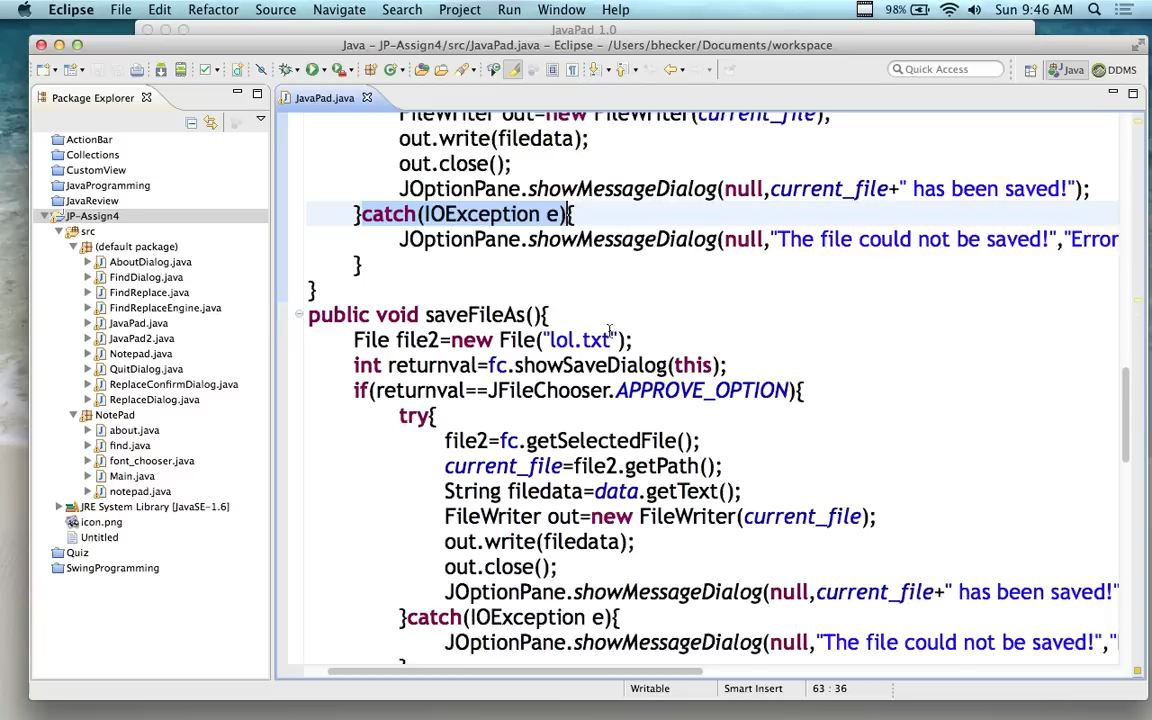 Eclipse File Edit Refactor Source Navigate Search Project Run Window Help 98% Sun 9:46 AM
JavaPad 1.0
Java - JP-Assign4/src/JavaPad.java - Eclipse - /Users/bhecker/Documents/workspace
Quick Access Java DDMS
Package Explorer JavaPad.java
ActionBar
Collections
CustomView
JavaProgramming
JavaReview
JP-Assign4
src
(default package)
AboutDialog.java
FindDialog.java
FindReplace.java
FindReplaceEngine.java
JavaPad.java
JavaPad2.java
Notepad.java
QuitDialog.java
ReplaceConfirmDialog.java
ReplaceDialog.java
NotePad
about.java
find.java
font_chooser.java
Main.java
notepad.java
JRE System Library [JavaSE-1.6]
icon.png
Untitled
Quiz
SwingProgramming
FileWriter out=new FileWriter(current_file);
out.write(filedata);
out.close();
JOptionPane.showMessageDialog(null,current_file+" has been saved!");
}catch(IOException e){
JOptionPane.showMessageDialog(null,"The file could not be saved!","Error
}
}
public void saveFileAs(){
File file2=new File("lol.txt");
int returnval=fc.showSaveDialog(this);
if(returnval==JFileChooser.APPROVE_OPTION){
try{
file2=fc.getSelectedFile();
current_file=file2.getPath();
String filedata=data.getText();
FileWriter out=new FileWriter(current_file);
out.write(filedata);
out.close();
JOptionPane.showMessageDialog(null,current_file+" has been saved!"
}catch(IOException e){
JOptionPane.showMessageDialog(null,"The file could not be saved!","
Writable Smart Insert 63 : 36